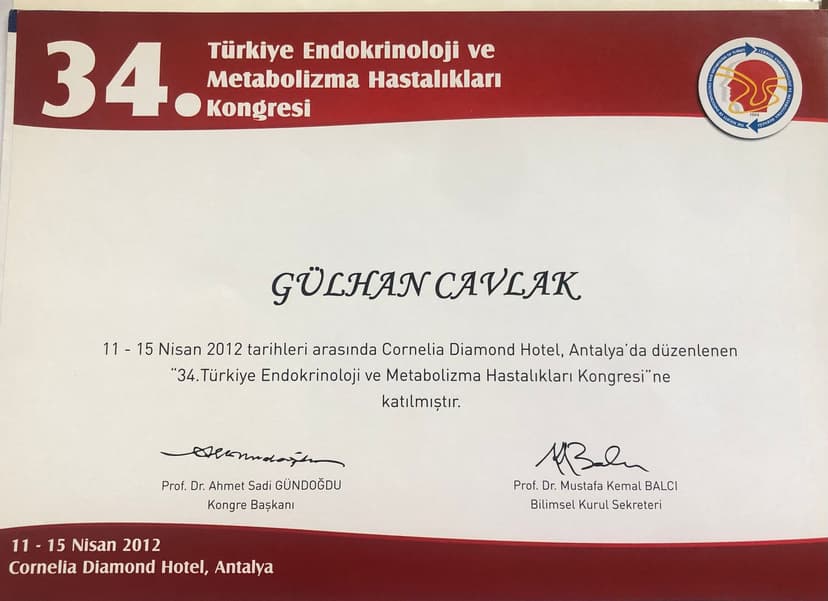 34. Türkiye Endokrinoloji ve
Metabolizma Hastalıkları
Kongresi
GÜLHAN CAVLAK
11 - 15 Nisan 2012 tarihleri arasında Cornelia Diamond Hotel, Antalya'da düzenlenen
"34.Türkiye Endokrinoloji ve Metabolizma Hastalıkları Kongresi"ne
katılmıştır.
Prof. Dr. Ahmet Sadi GÜNDOĞDU
Kongre Başkanı
Prof. Dr. Mustafa Kemal BALCI
Bilimsel Kurul Sekreteri
11 - 15 Nisan 2012
Cornelia Diamond Hotel, Antalya